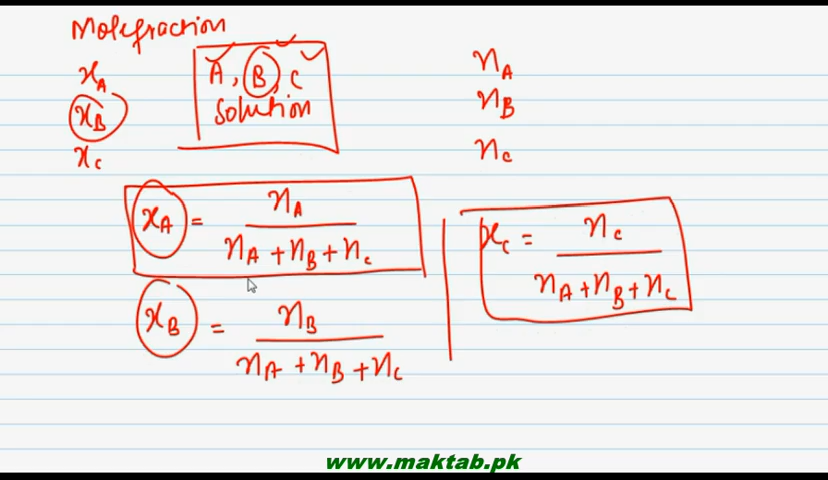 Molefraction
xA
A, B, C
nA
xB
solution
nB
xC
nC
xA = nA / nA + nB + nC
xC = nC / nA + nB + nC
xB = nB / nA + nB + nC
www.maktab.pk